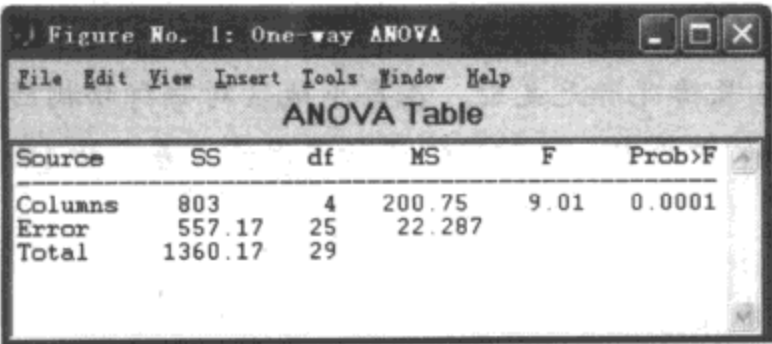 Figure No. 1: One-way ANOVA
File Edit View Insert Tools Window Help
ANOVA Table
Source SS df MS F Prob>F
Columns 803 4 200.75 9.01 0.0001
Error 557.17 25 22.287
Total 1360.17 29